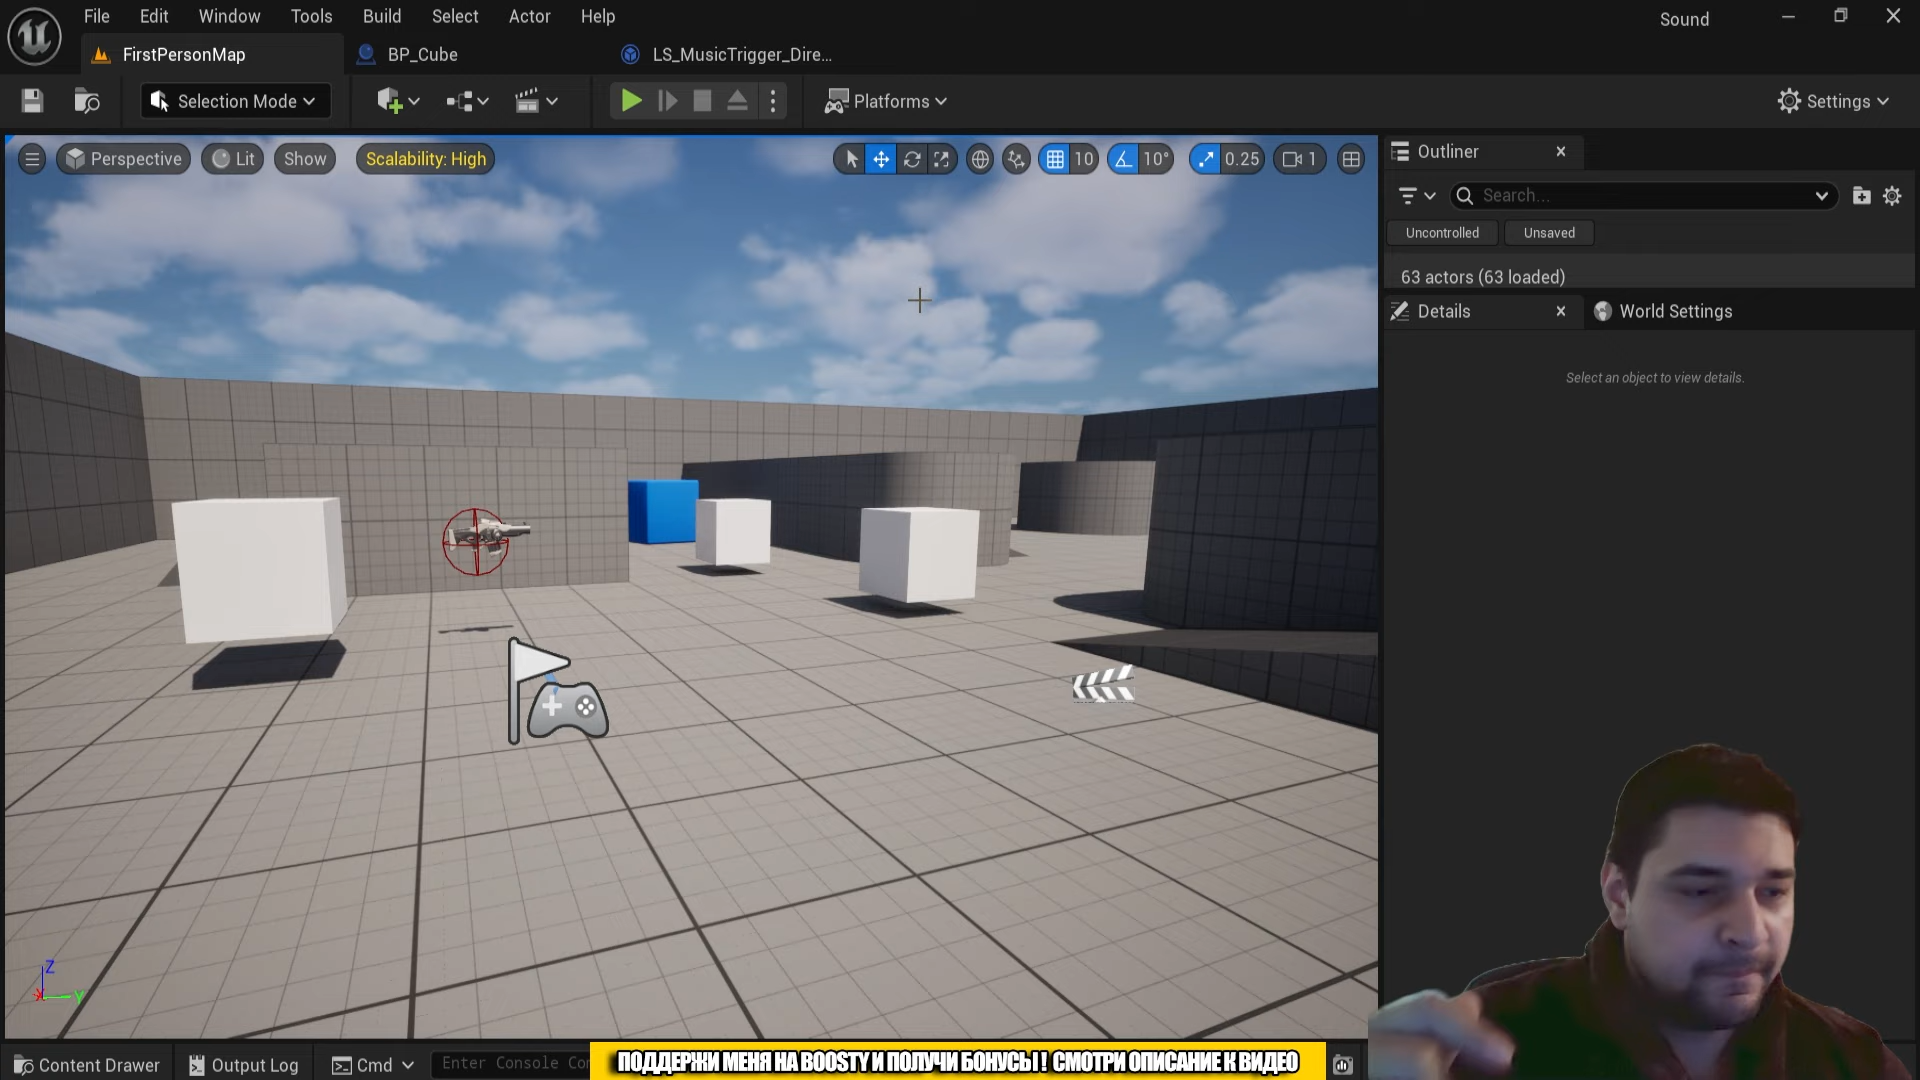 File Edit Window Tools Build Select Actor Help
Sound
FirstPersonMap
BP_Cube
LS_MusicTrigger_Dire...
Selection Mode
Platforms
Settings
Perspective
Lit
Show
Scalability: High
10
10°
0.25
1
Outliner
Search...
Uncontrolled
Unsaved
63 actors (63 loaded)
Details
World Settings
Select an object to view details.
Z
X
Y
Content Drawer
Output Log
Cmd
Enter Console Co
ПОДДЕРЖИ МЕНЯ НА BOOSTY И ПОЛУЧИ БОНУСЫ! СМОТРИ ОПИСАНИЕ К ВИДЕО